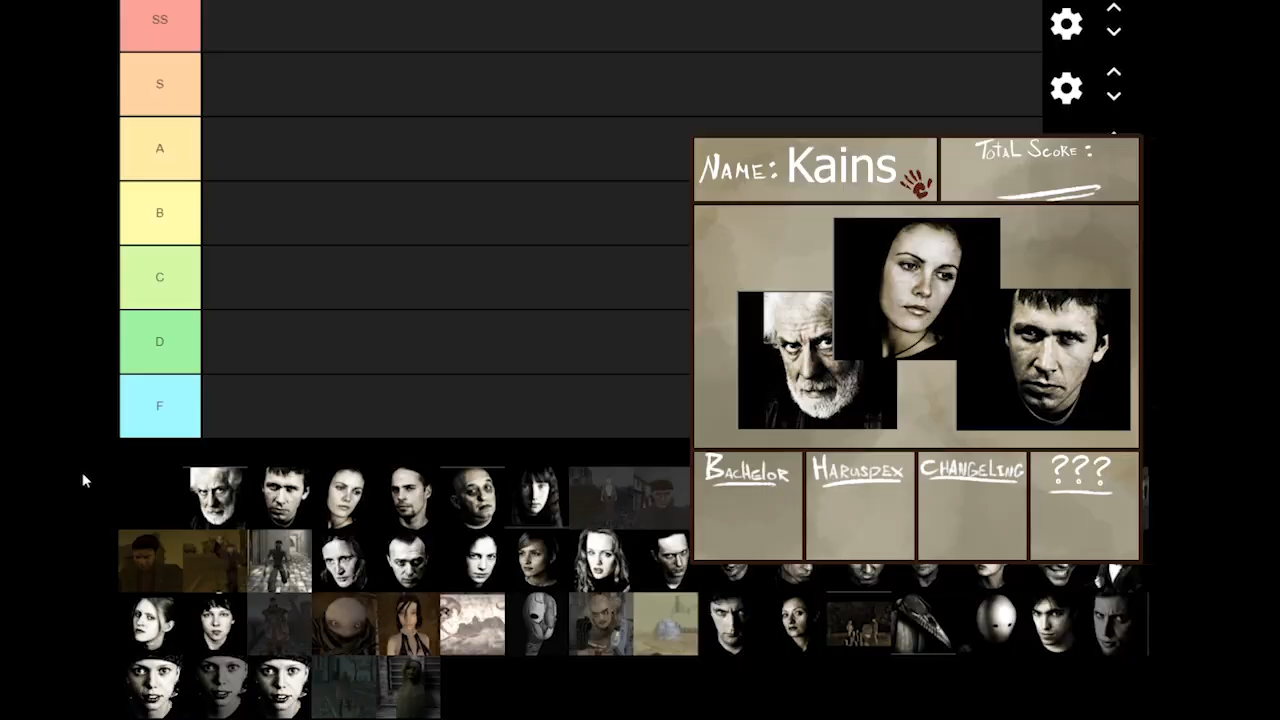 SS
S
A
B
C
D
F
NAME: Kains
TOTAL SCORE:
BACHELOR
HARUSPEX
CHANGELING
???